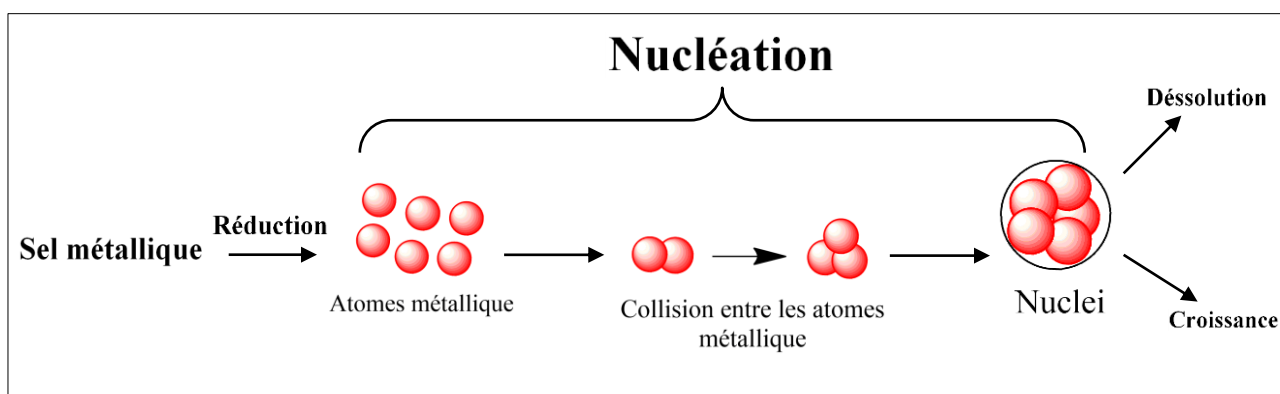 Nucléation
Déssolution
Réduction
Sel métallique
Atomes métallique
Collision entre les atomes
métallique
Nuclei
Croissance